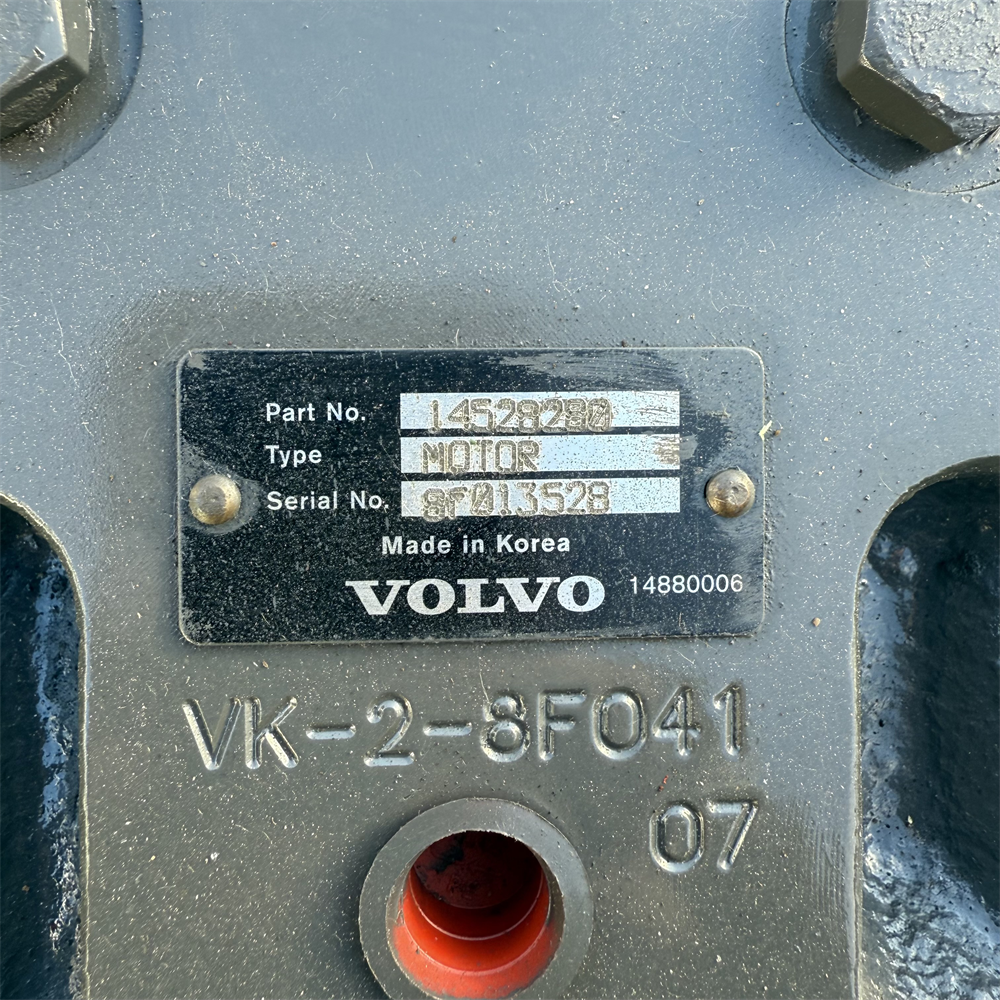 Part No. 14528280
Type MOTOR
Serial No. 8F013528
Made in Korea
VOLVO 14880006
VK-2-8F041
07